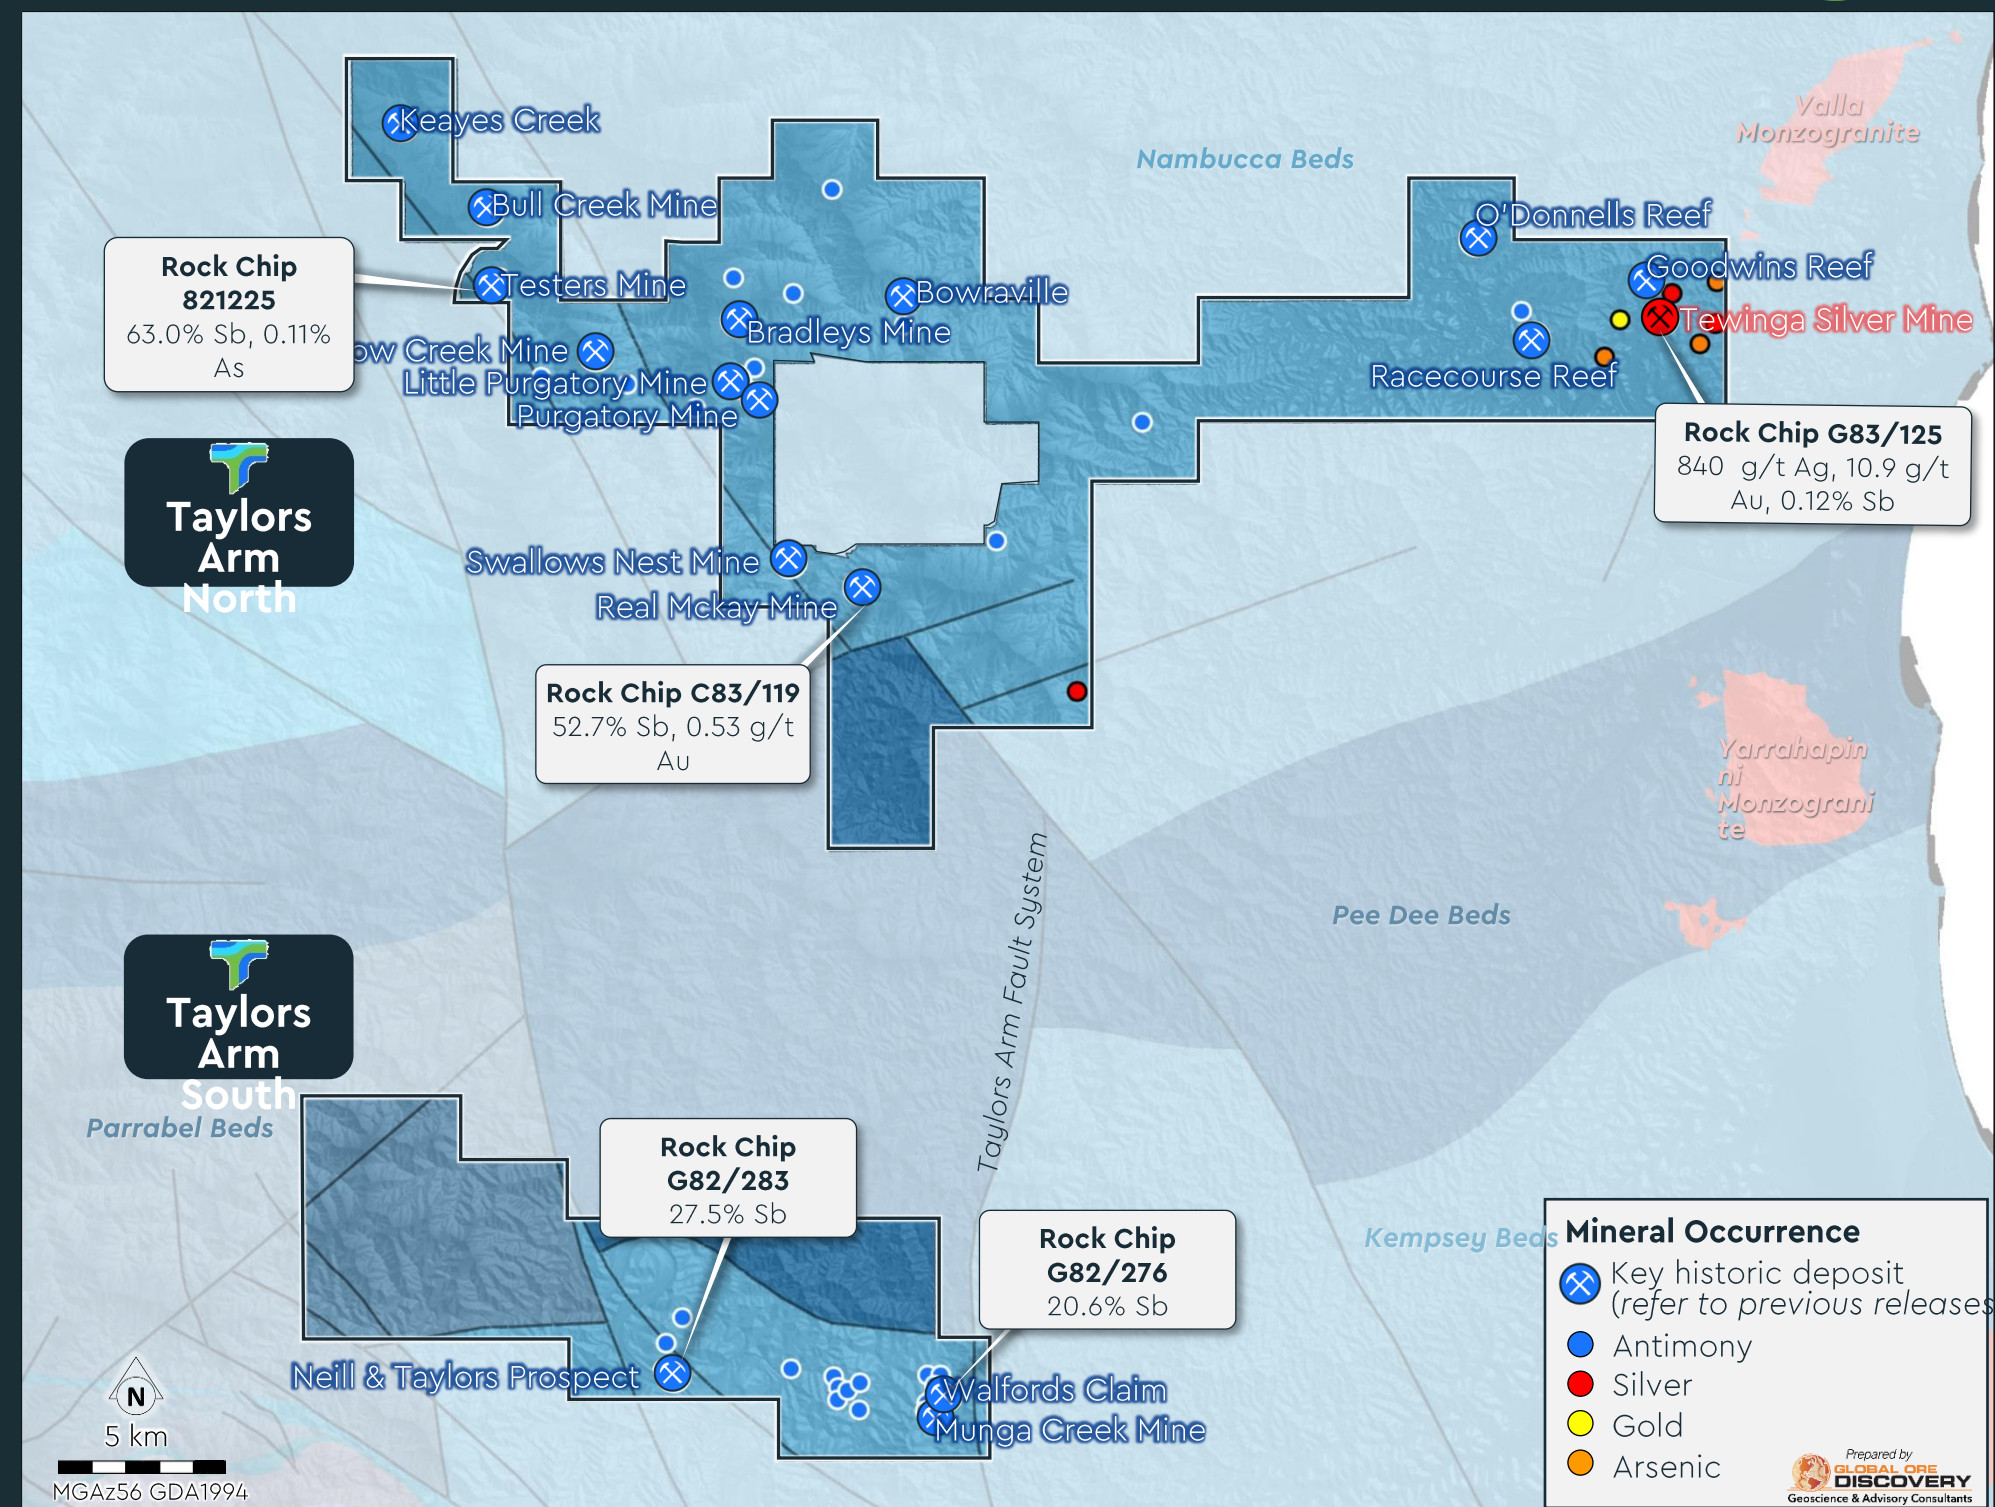 Keayes Creek
Valla
Monzogranite
Nambucca Beds
Bull Creek Mine
O'Donnells Reef
Rock Chip
821225
63.0% Sb, 0.11%
As
Testers Mine
Goodwins Reef
Bowraville
Bradleys Mine
Tewinga Silver Mine
ow Creek Mine
Little Purgatory Mine
Purgatory Mine
Racecourse Reef
Rock Chip G83/125
840 g/t Ag, 10.9 g/t
Au, 0.12% Sb
Taylors
Arm
North
Swallows Nest Mine
Real Mckay Mine
Rock Chip C83/119
52.7% Sb, 0.53 g/t
Au
Yarrahapin
ni
Monzograni
te
Taylors Arm Fault System
Pee Dee Beds
Taylors
Arm
South
Parrabel Beds
Rock Chip
G82/283
27.5% Sb
Rock Chip
G82/276
20.6% Sb
Kempsey Beds
Neill & Taylors Prospect
Walfords Claim
Munga Creek Mine
N
5 km
MGAz56 GDA1994
Mineral Occurrence
Key historic deposit
(refer to previous releases
Antimony
Silver
Gold
Arsenic
Prepared by
GLOBAL ORE
DISCOVERY
Geoscience & Advisory Consultants